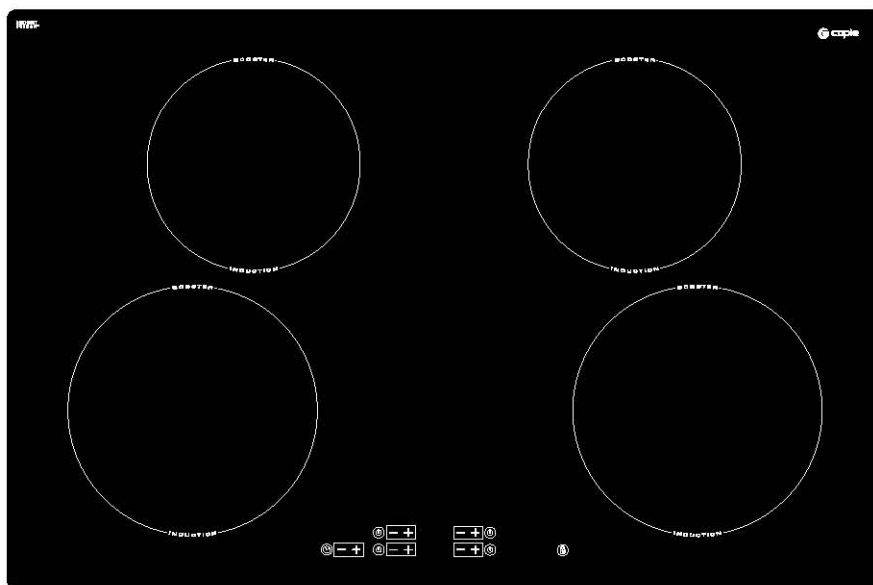 caple
BOOSTER
BOOSTER
INDUCTION
INDUCTION
BOOSTER
BOOSTER
INDUCTION
INDUCTION
− +
− +
− +
− +
− +